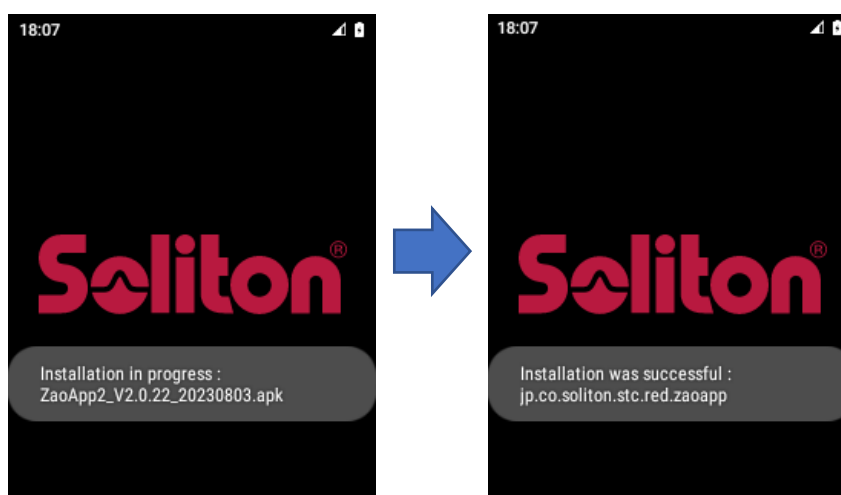 18:07
Soliton®
Installation in progress :
ZaoApp2_V2.0.22_20230803.apk
18:07
Soliton®
Installation was successful :
jp.co.soliton.stc.red.zaoapp